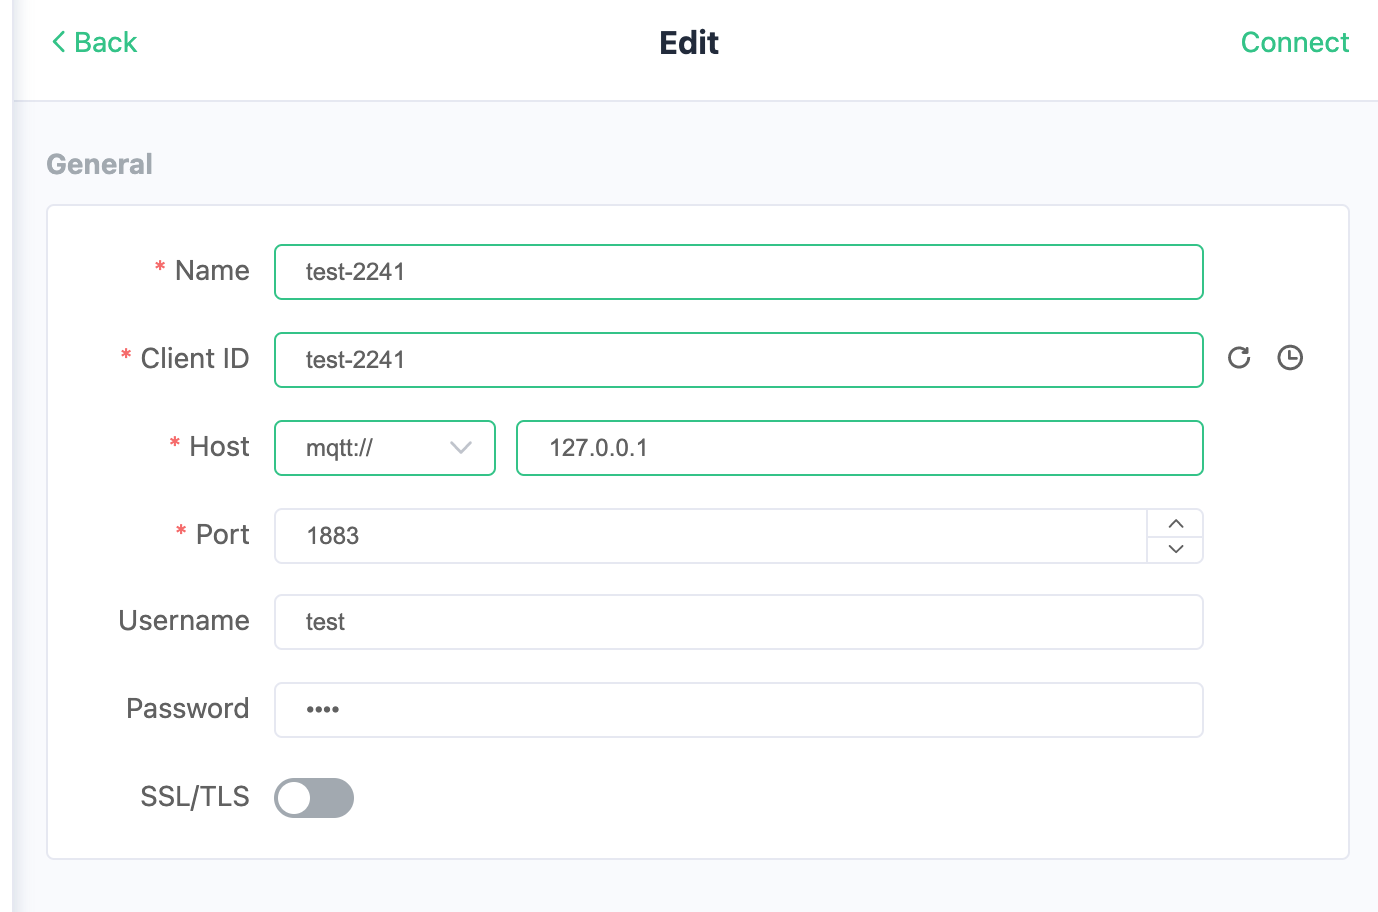 Back
Edit
Connect
General
* Name
test-2241
* Client ID
test-2241
* Host
mqtt://
127.0.0.1
* Port
1883
Username
test
Password
••••
SSL/TLS